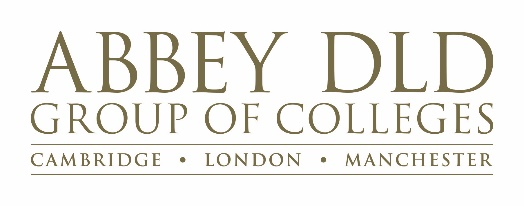 ABBEY DLD
GROUP OF COLLEGES
CAMBRIDGE • LONDON • MANCHESTER